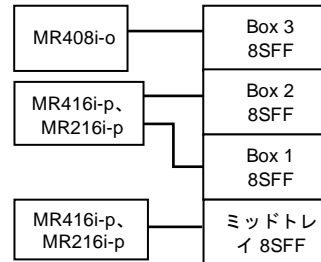 MR408i-o
Box 3
8SFF
MR416i-p、
MR216i-p
Box 2
8SFF
Box 1
8SFF
MR416i-p、
MR216i-p
ミッドトレ
イ 8SFF